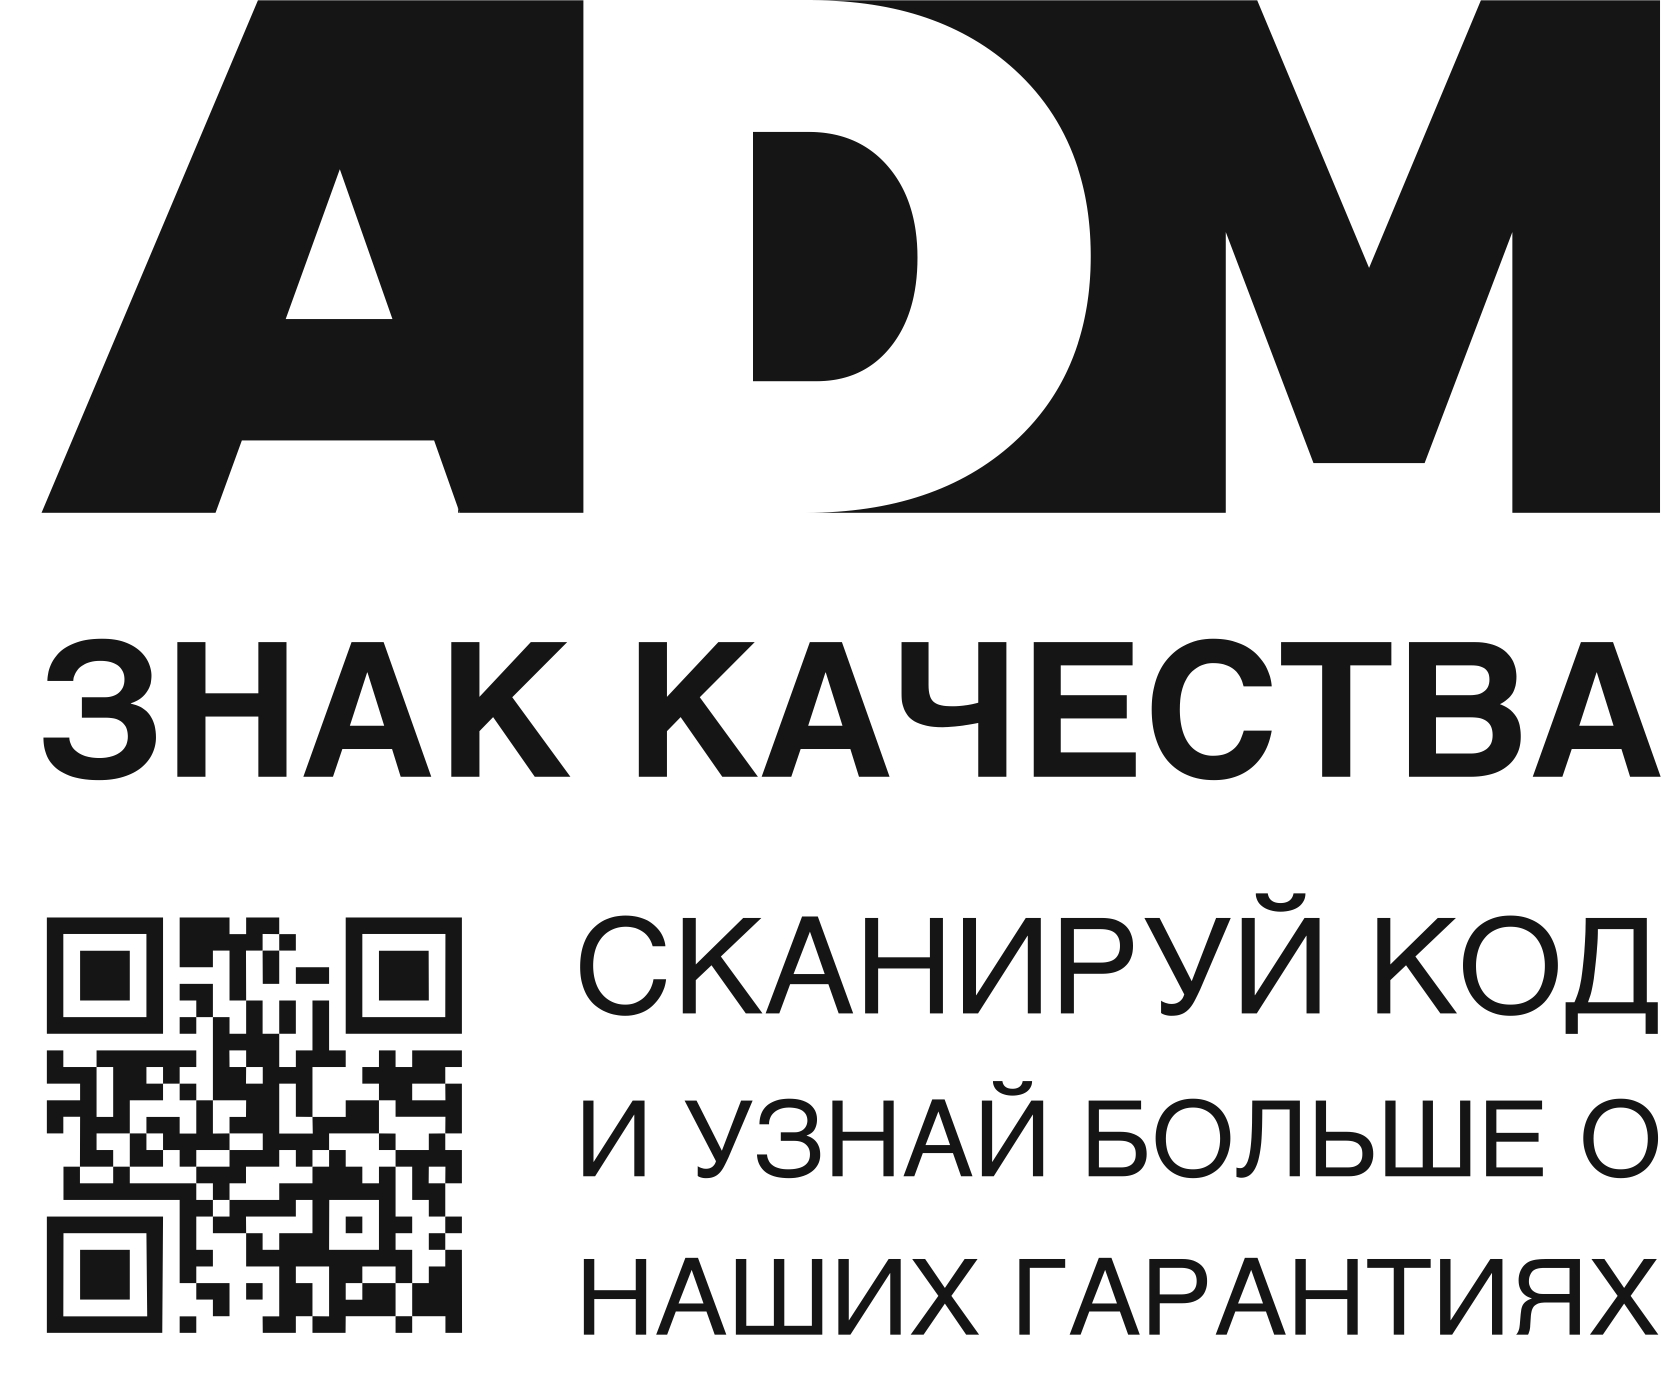 ADM
ЗНАК КАЧЕСТВА
СКАНИРУЙ КОД
И УЗНАЙ БОЛЬШЕ О
НАШИХ ГАРАНТИЯХ